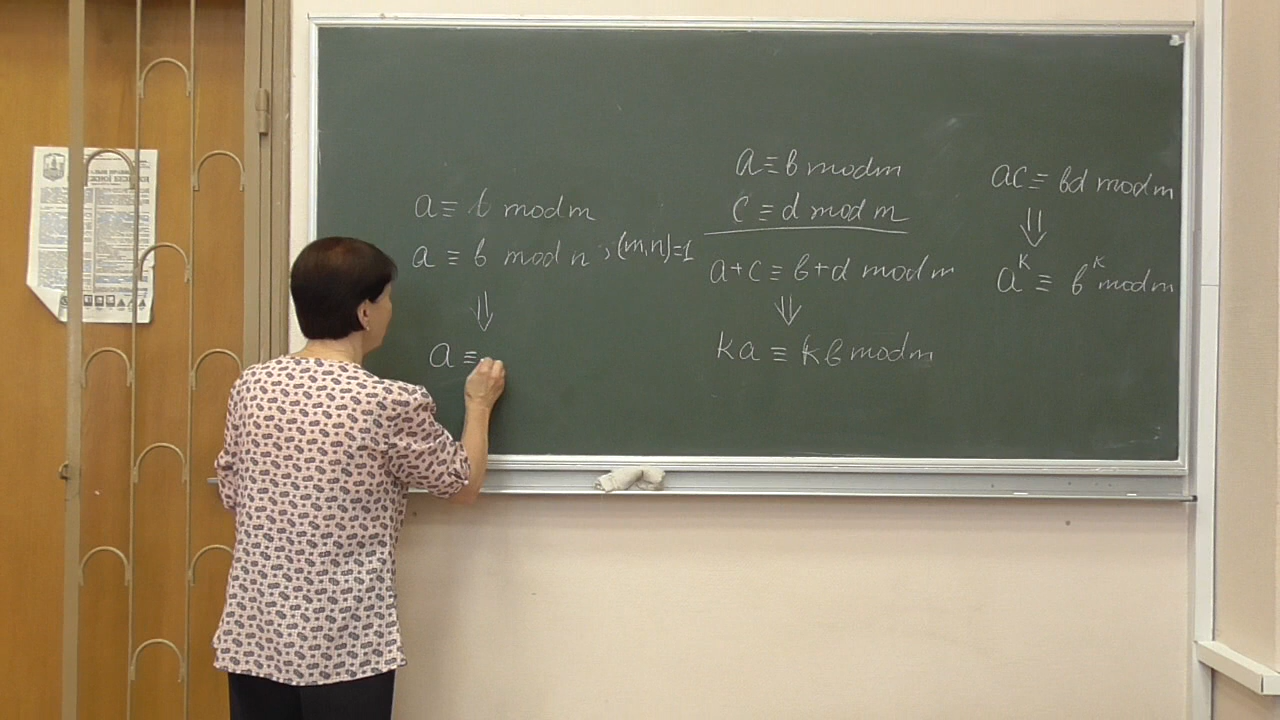 a ≡ b mod m
a ≡ b mod n , (m,n)=1
⇓
a ≡
a ≡ b mod m
c ≡ d mod m
a+c ≡ b+d mod m
⇓
ka ≡ kb mod m
ac ≡ bd mod m
⇓
a^k ≡ b^k mod m